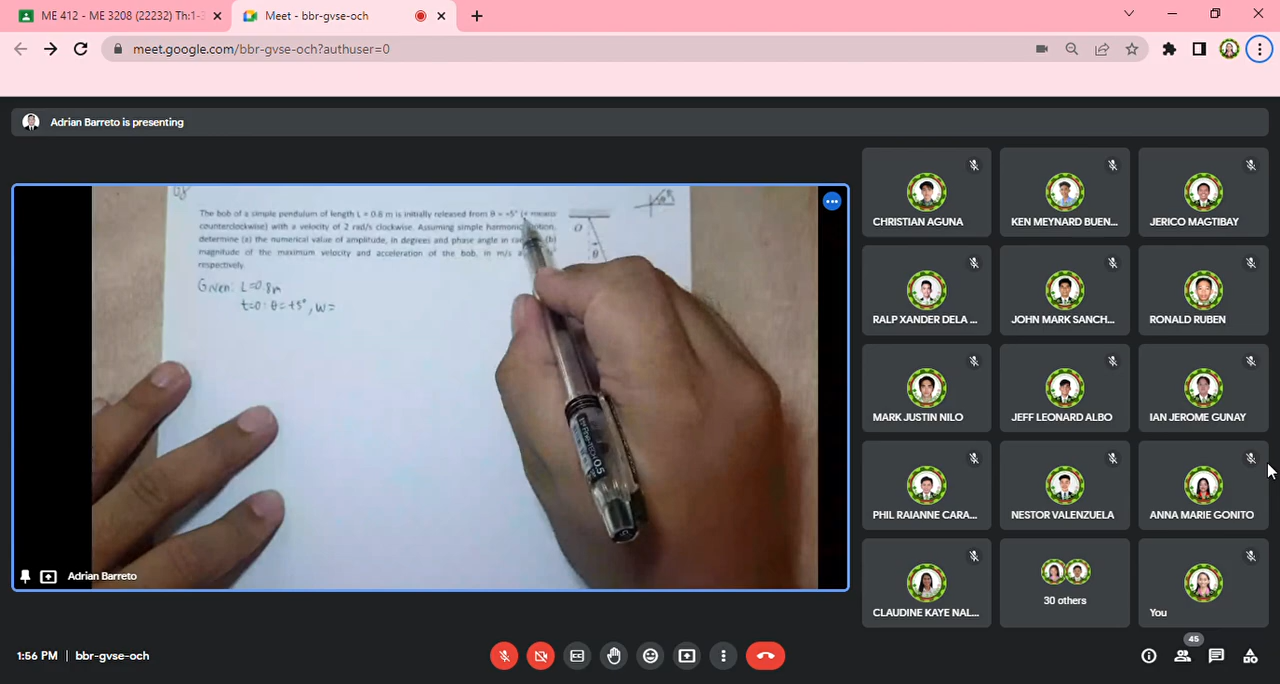 ME 412 - ME 3208 (22232) Th:1-3
Meet - bbr-gvse-och
meet.google.com/bbr-gvse-och?authuser=0
Adrian Barreto is presenting
The bob of a simple pendulum of length L = 0.8 m is initially released from θ = +5° (+ means
counterclockwise) with a velocity of 2 rad/s clockwise. Assuming simple harmonic
determine (a) the numerical value of amplitude, in degrees and phase angle in (b)
magnitude of the maximum velocity and acceleration of the bob, in m/s
respectively.
O
θ
Given: L=0.8m
t=0: θ=+5°, w=
Adrian Barreto
CHRISTIAN AGUNA
KEN MEYNARD BUEN...
JERICO MAGTIBAY
RALP XANDER DELA ...
JOHN MARK SANCH...
RONALD RUBEN
MARK JUSTIN NILO
JEFF LEONARD ALBO
IAN JEROME GUNAY
PHIL RAIANNE CARA...
NESTOR VALENZUELA
ANNA MARIE GONITO
CLAUDINE KAYE NAL...
30 others
You
1:56 PM | bbr-gvse-och
45